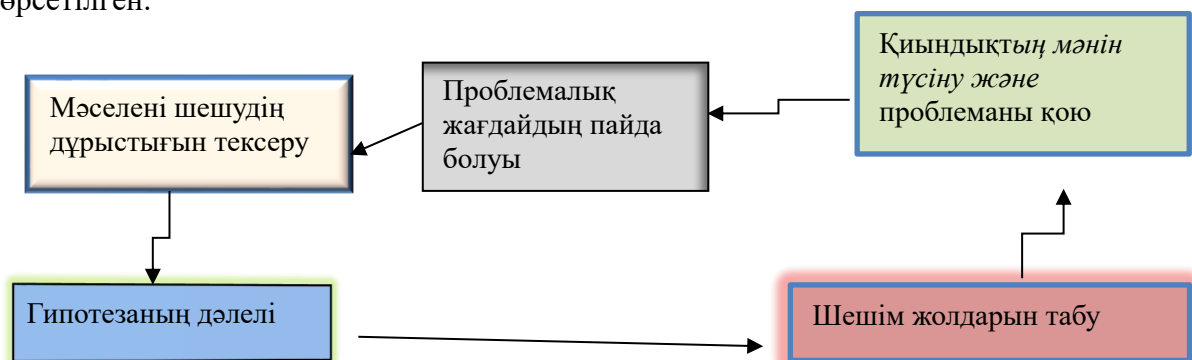 өрсетілген.
Қиындықтың мәнін
түсіну және
проблеманы қою
Проблемалық
жағдайдың пайда
болуы
Мәселені шешудің
дұрыстығын тексеру
Гипотезаның дәлелі
Шешім жолдарын табу